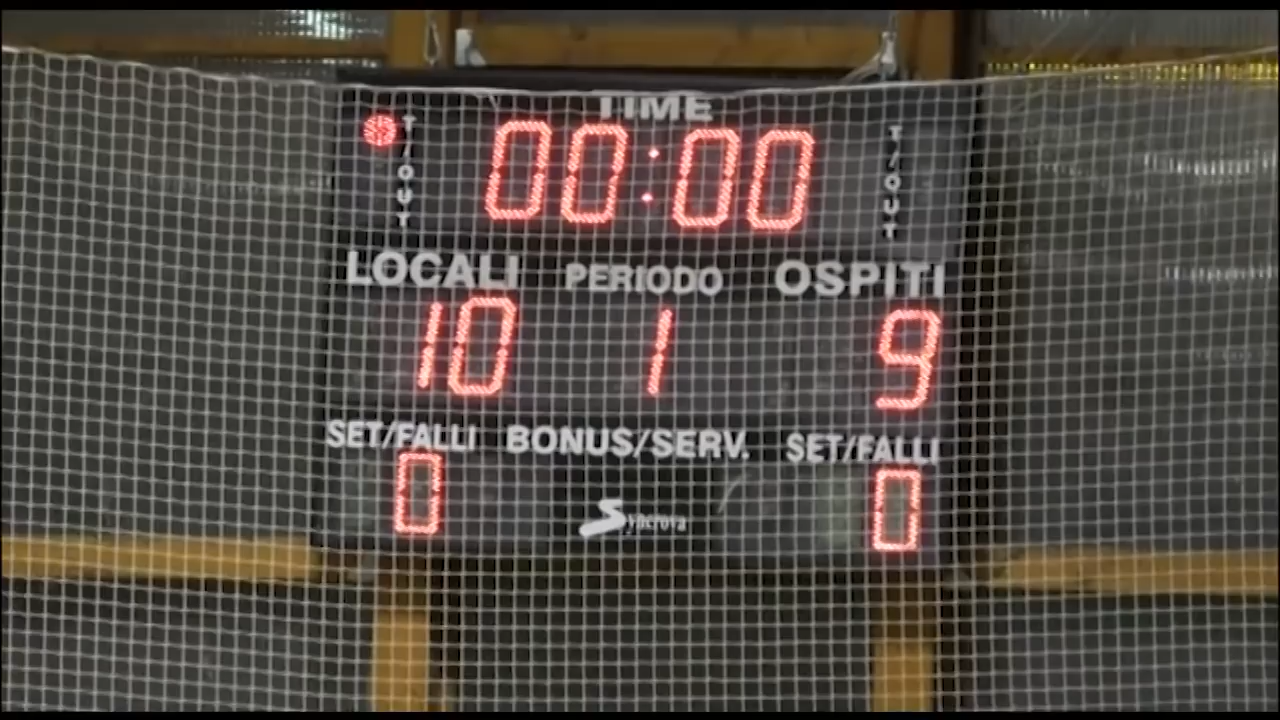 TIME
T/OUT 00:00 T/OUT
LOCALI PERIODO OSPITI
10 1 9
SET/FALLI BONUS/SERV. SET/FALLI
0 Syncrova 0